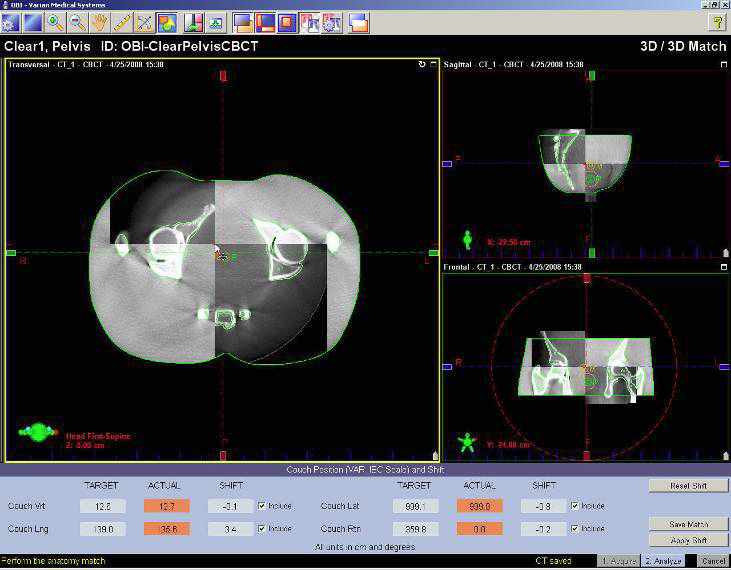 OBI - Varian Medical Systems
Clear1, Pelvis ID: OBI-ClearPelvisCBCT
3D / 3D Match
Transversal - CT_1 - CBCT - 4/25/2008 15:38
R
L
Head First-Supine
Z: -5.00 cm
Sagittal - CT_1 - CBCT - 4/25/2008 15:38
P
A
F
X: -22.50 cm
Frontal - CT_1 - CBCT - 4/25/2008 15:38
R
F
Y: -24.00 cm
Couch Position (VAR_IEC Scale) and Shift
TARGET ACTUAL SHIFT TARGET ACTUAL SHIFT
Couch Vrt 12.7 -0.1 Include Couch Lat 999.1 999.9 -0.8 Include
Couch Lng 139.0 135.6 3.4 Include Couch Rtn 359.8 0.0 -0.2 Include
All units in cm and degrees
Reset Shift
Save Match
Apply Shift
Perform the anatomy match
CT saved
1. Acquire
2. Analyze
Cancel